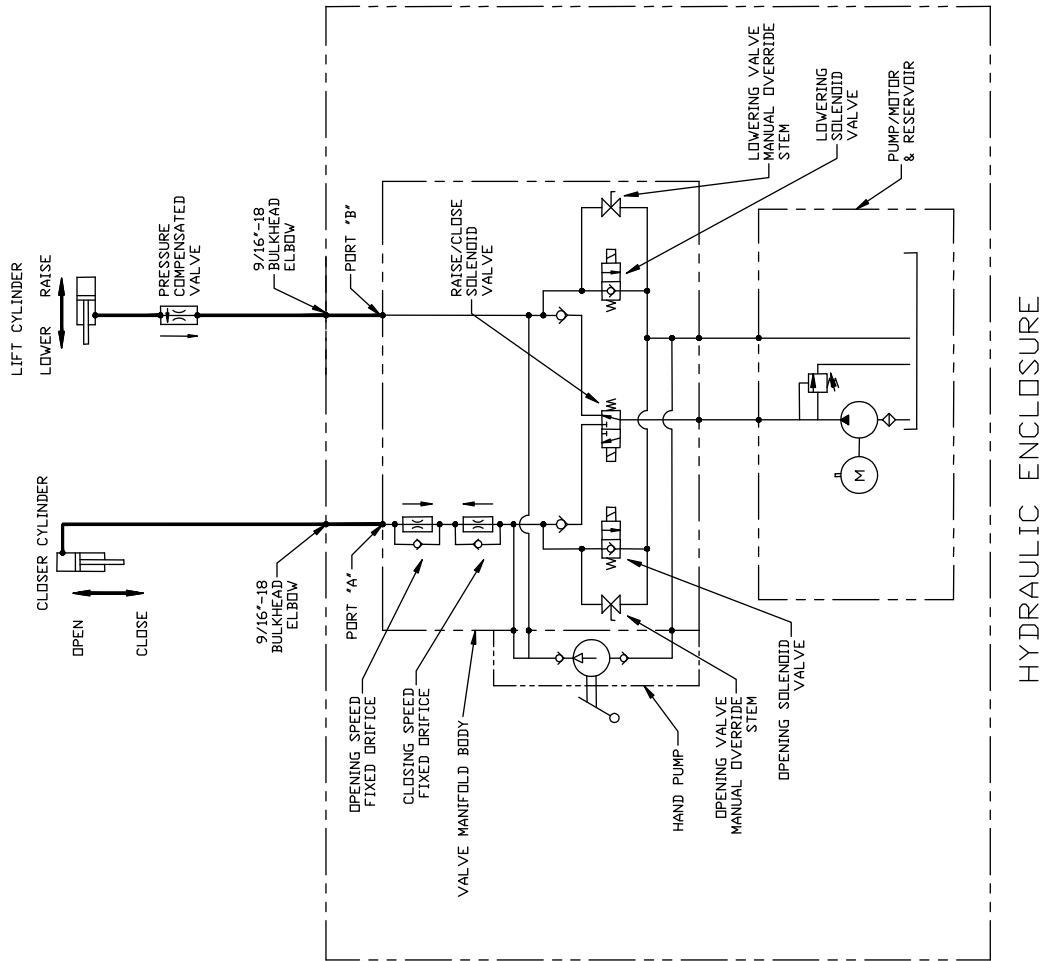 LIFT CYLINDER
LOWER RAISE
PRESSURE
COMPENSATED
VALVE
9/16"-18
BULKHEAD
ELBOW
PORT "B"
CLOSER CYLINDER
OPEN
CLOSE
9/16"-18
BULKHEAD
ELBOW
PORT "A"
RAISE/CLOSE
SOLENOID
VALVE
LOWERING VALVE
MANUAL OVERRIDE
STEM
LOWERING
SOLENOID
VALVE
PUMP/MOTOR
& RESERVOIR
OPENING SPEED
FIXED ORIFICE
CLOSING SPEED
FIXED ORIFICE
VALVE MANIFOLD BODY
HAND PUMP
OPENING VALVE
MANUAL OVERRIDE
STEM
OPENING SOLENOID
VALVE
M
HYDRAULIC ENCLOSURE